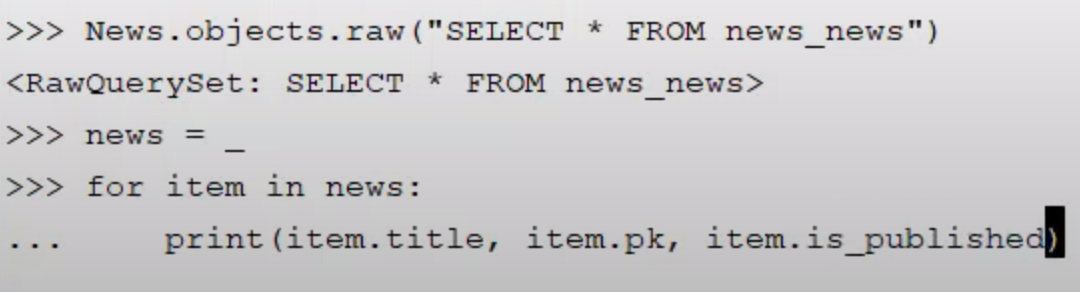 >>> News.objects.raw("SELECT * FROM news_news")
<RawQuerySet: SELECT * FROM news_news>
>>> news = _
>>> for item in news:
...     print(item.title, item.pk, item.is_published)